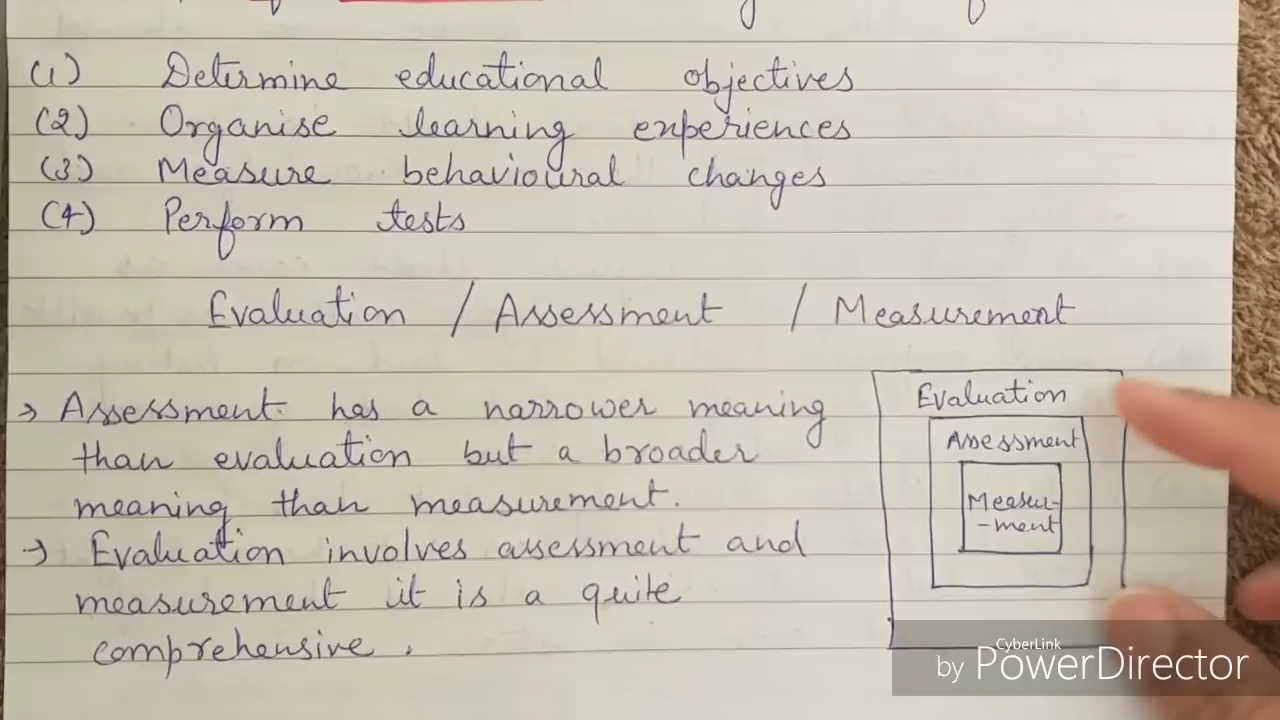 (1) Determine educational objectives
(2) Organise learning experiences
(3) Measure behavioural changes
(4) Perform tests
Evaluation / Assessment / Measurement
→ Assessment has a narrower meaning
than evaluation but a broader
meaning than measurement.
→ Evaluation involves assessment and
measurement it is a quite
comprehensive.
Evaluation
Assessment
Measur-
-ment
CyberLink
by PowerDirector